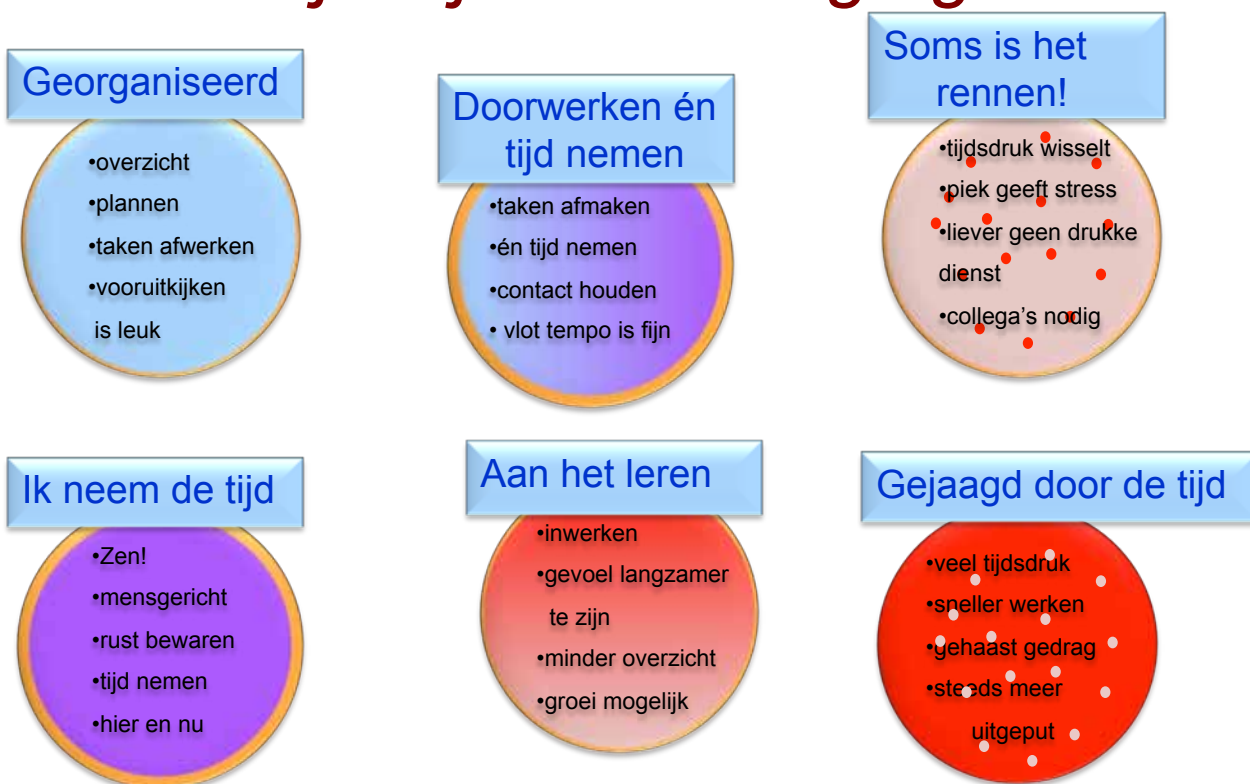 Georganiseerd
•overzicht
•plannen
•taken afwerken
•vooruitkijken
is leuk
Doorwerken én
tijd nemen
•taken afmaken
•én tijd nemen
•contact houden
• vlot tempo is fijn
Soms is het
rennen!
•tijdsdruk wisselt
•piek geeft stress
•liever geen drukke
dienst
•collega's nodig
Ik neem de tijd
•Zen!
•mensgericht
•rust bewaren
•tijd nemen
•hier en nu
Aan het leren
•inwerken
•gevoel langzamer
te zijn
•minder overzicht
•groei mogelijk
Gejaagd door de tijd
•veel tijdsdruk
•sneller werken
•gehaast gedrag
•steeds meer
uitgeput